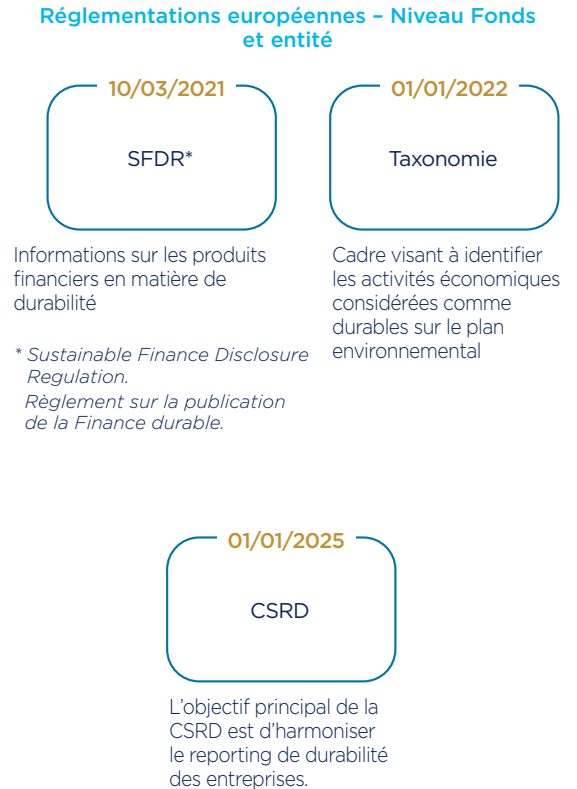 Réglementations européennes – Niveau Fonds
et entité
10/03/2021
SFDR*
Informations sur les produits
financiers en matière de
durabilité
* Sustainable Finance Disclosure
Regulation.
Règlement sur la publication
de la Finance durable.
01/01/2022
Taxonomie
Cadre visant à identifier
les activités économiques
considérées comme
durables sur le plan
environnemental
01/01/2025
CSRD
L’objectif principal de la
CSRD est d’harmoniser
le reporting de durabilité
des entreprises.